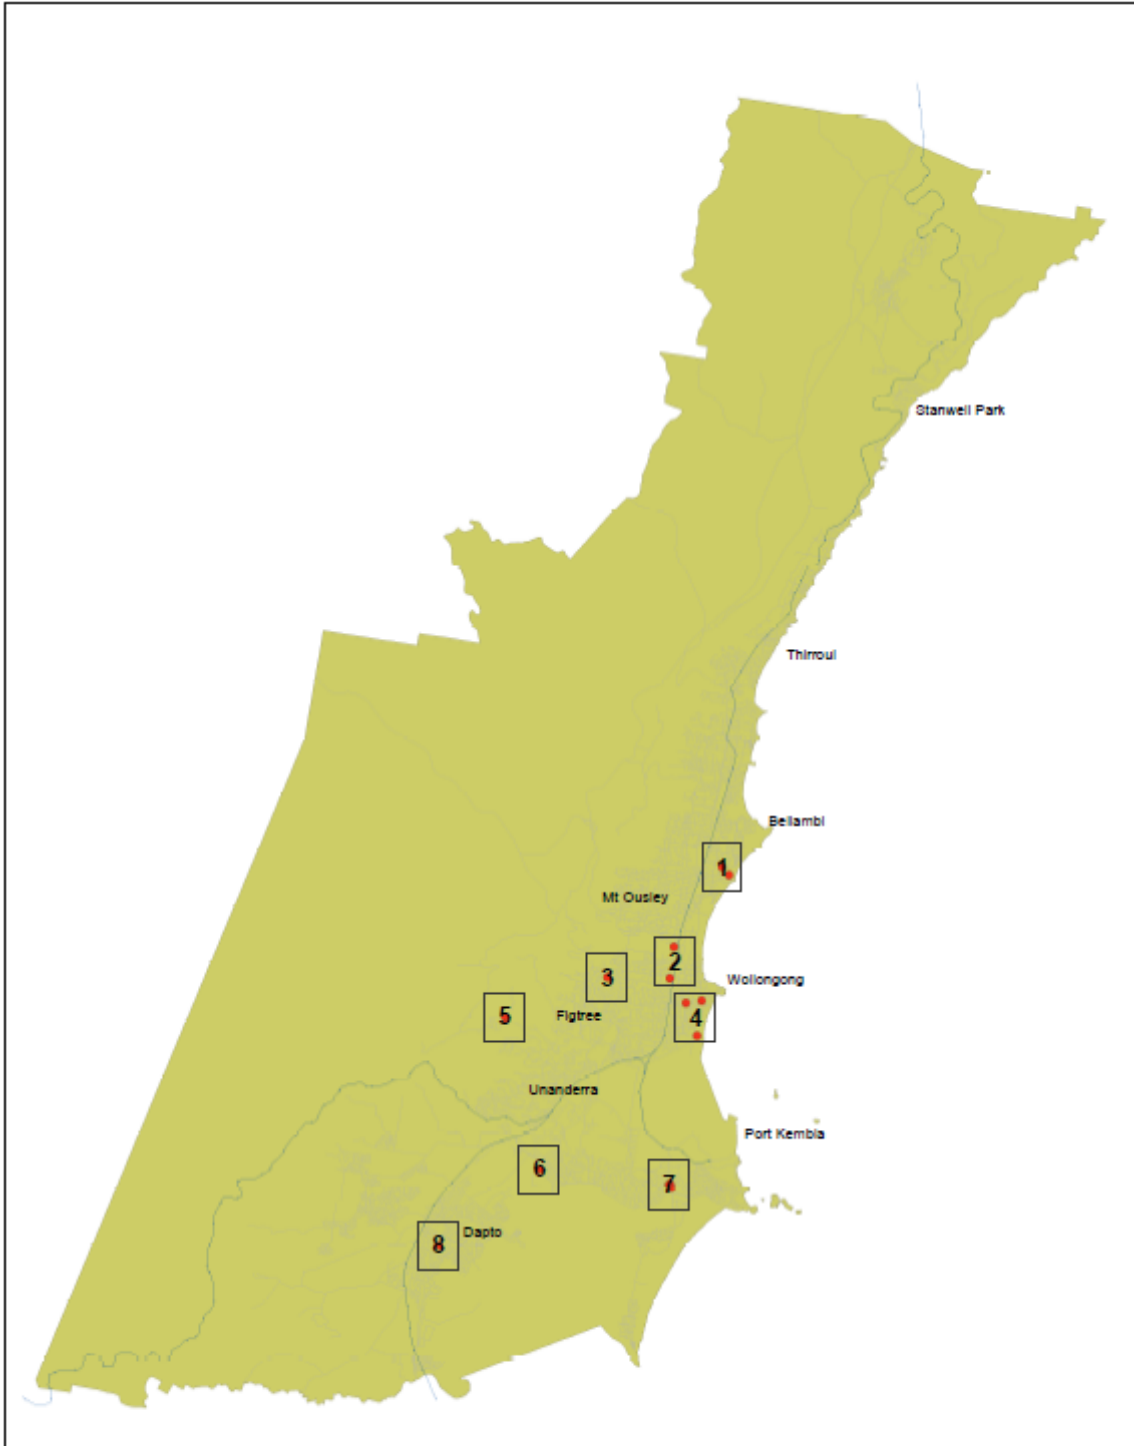 Stanwell Park
Thirroul
Bellambi
1
Mt Ousley
2
3
Wollongong
5
Figtree
4
Unanderra
Port Kembla
6
7
8
Dapto